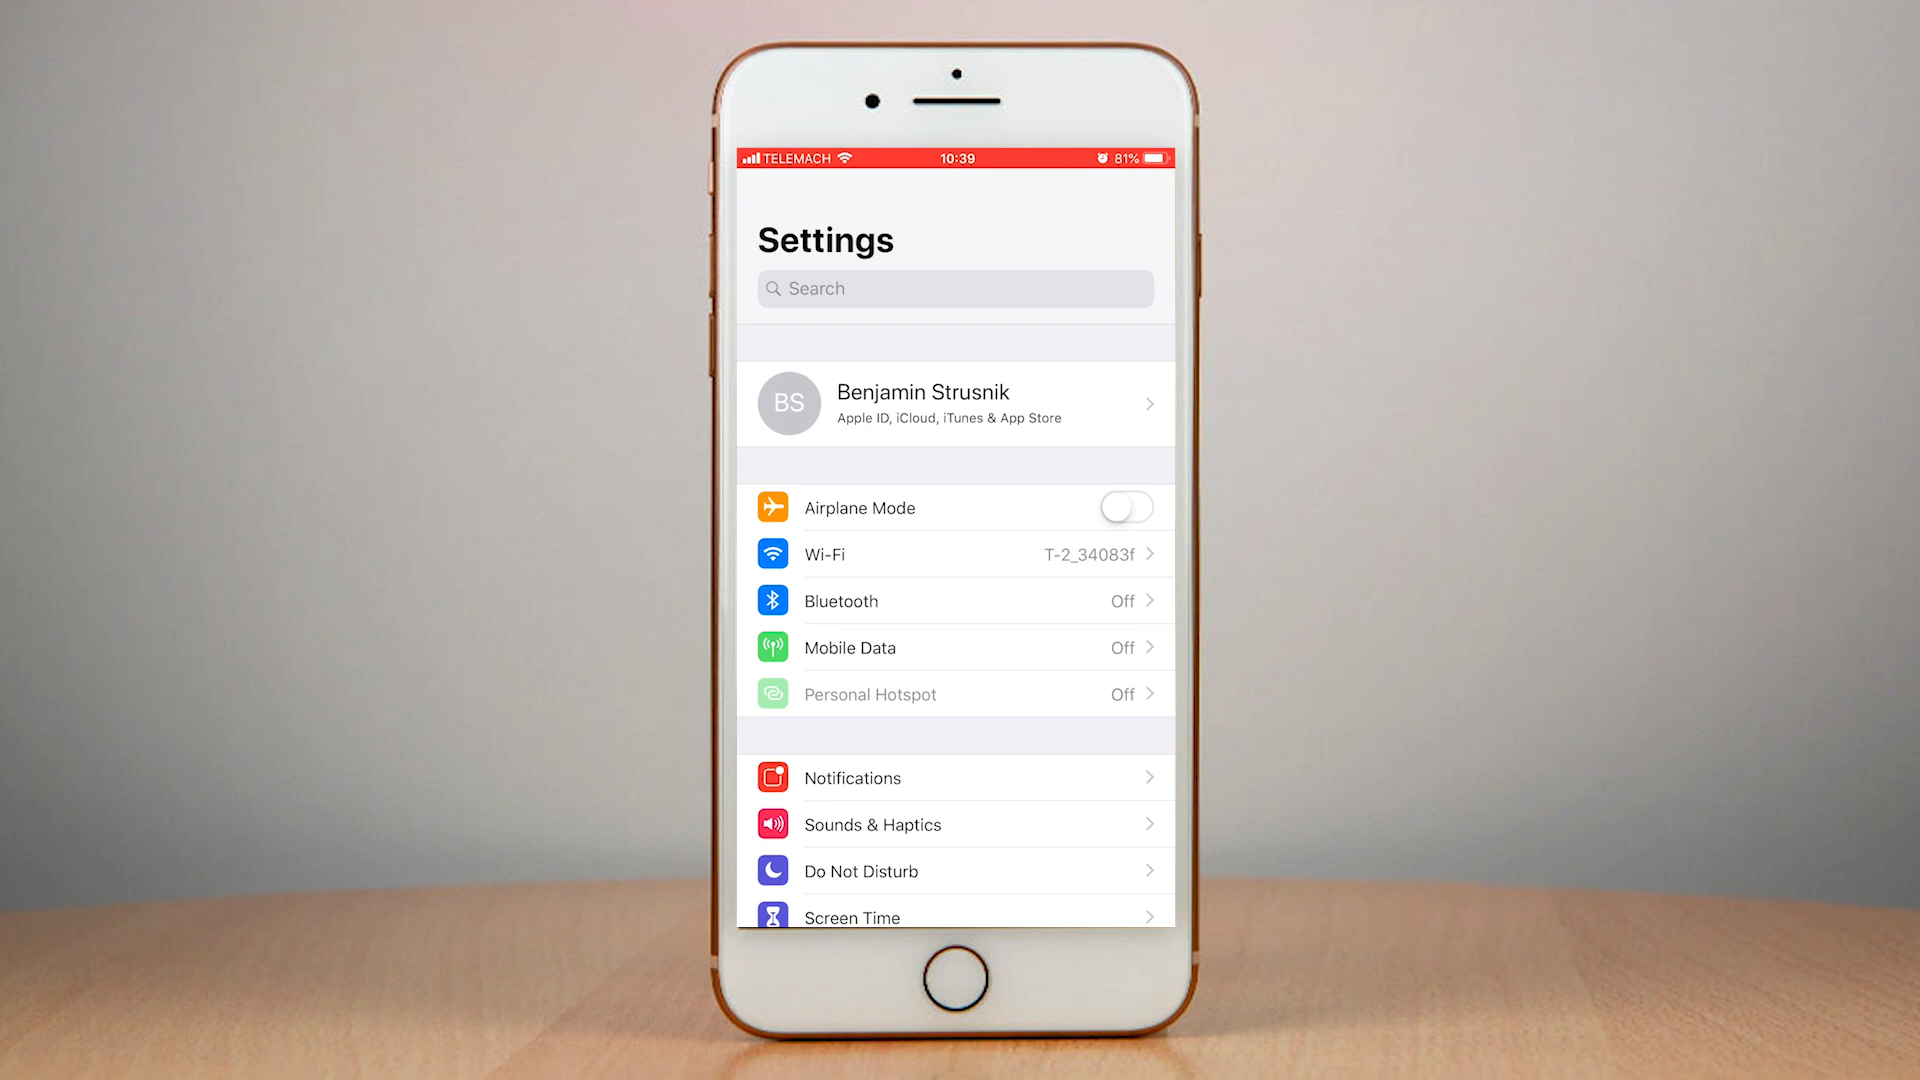 TELEMACH 10:39 81%
Settings
Search
BS
Benjamin Strusnik
Apple ID, iCloud, iTunes & App Store
Airplane Mode
Wi-Fi T-2_34083f
Bluetooth Off
Mobile Data Off
Personal Hotspot Off
Notifications
Sounds & Haptics
Do Not Disturb
Screen Time